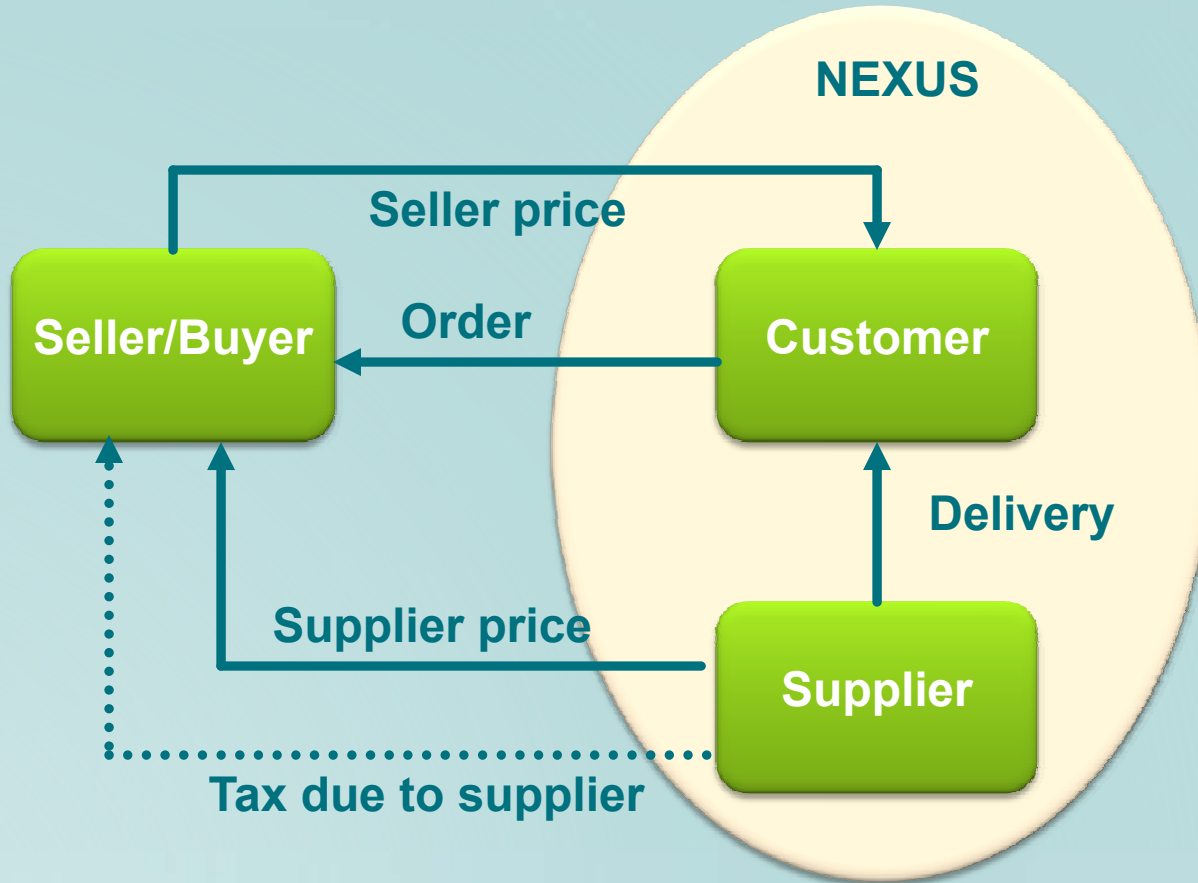 NEXUS
Seller price
Seller/Buyer
Order
Customer
Delivery
Supplier price
Supplier
Tax due to supplier